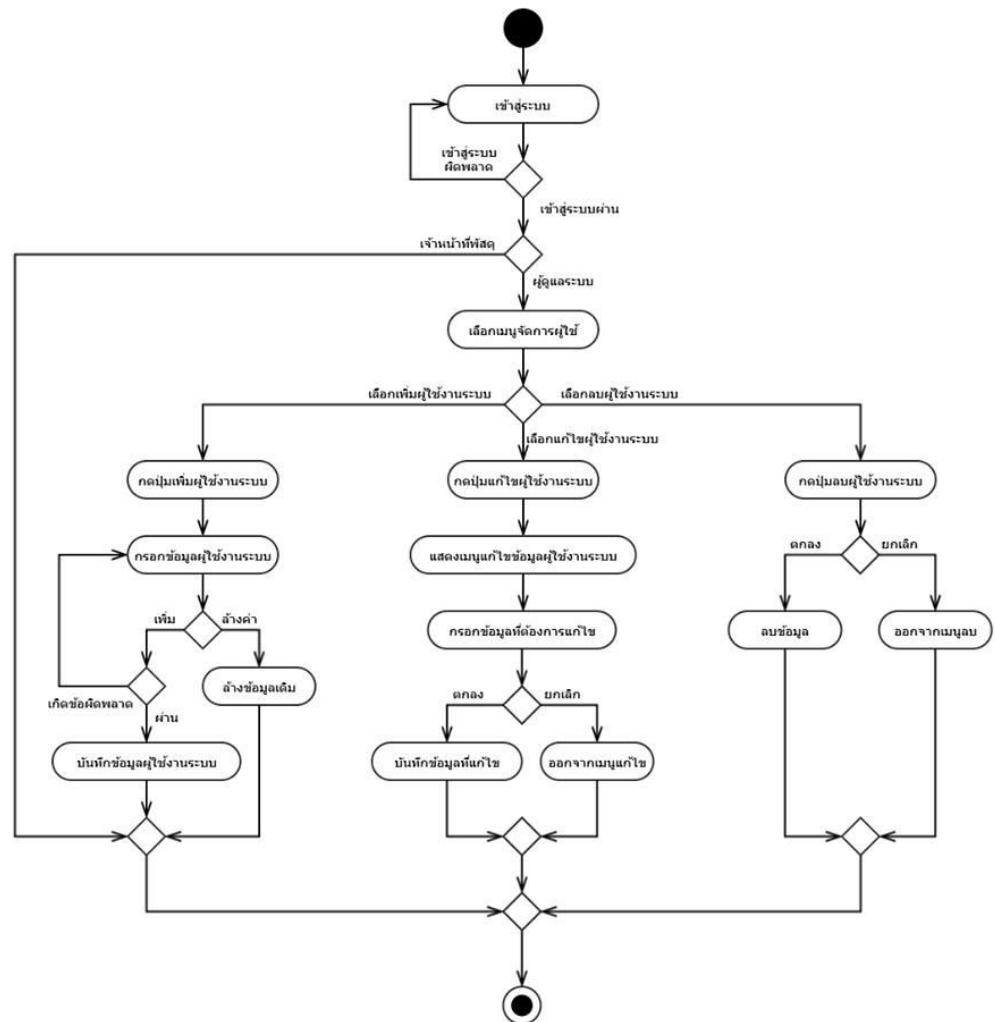 เข้าสู่ระบบ
เข้าสู่ระบบ
ผิดพลาด
เข้าสู่ระบบผ่าน
เจ้าหน้าที่พัสดุ
ผู้ดูแลระบบ
เลือกเมนูจัดการผู้ใช้
เลือกเพิ่มผู้ใช้งานระบบ
เลือกลบผู้ใช้งานระบบ
เลือกแก้ไขผู้ใช้งานระบบ
กดปุ่มเพิ่มผู้ใช้งานระบบ
กดปุ่มแก้ไขผู้ใช้งานระบบ
กดปุ่มลบผู้ใช้งานระบบ
กรอกข้อมูลผู้ใช้งานระบบ
แสดงเมนูแก้ไขข้อมูลผู้ใช้งานระบบ
ตกลง
ยกเลิก
เพิ่ม
ล้างค่า
กรอกข้อมูลที่ต้องการแก้ไข
ลบข้อมูล
ออกจากเมนูลบ
ล้างข้อมูลเดิม
เกิดข้อผิดพลาด
ตกลง
ยกเลิก
ผ่าน
บันทึกข้อมูลผู้ใช้งานระบบ
บันทึกข้อมูลที่แก้ไข
ออกจากเมนูแก้ไข